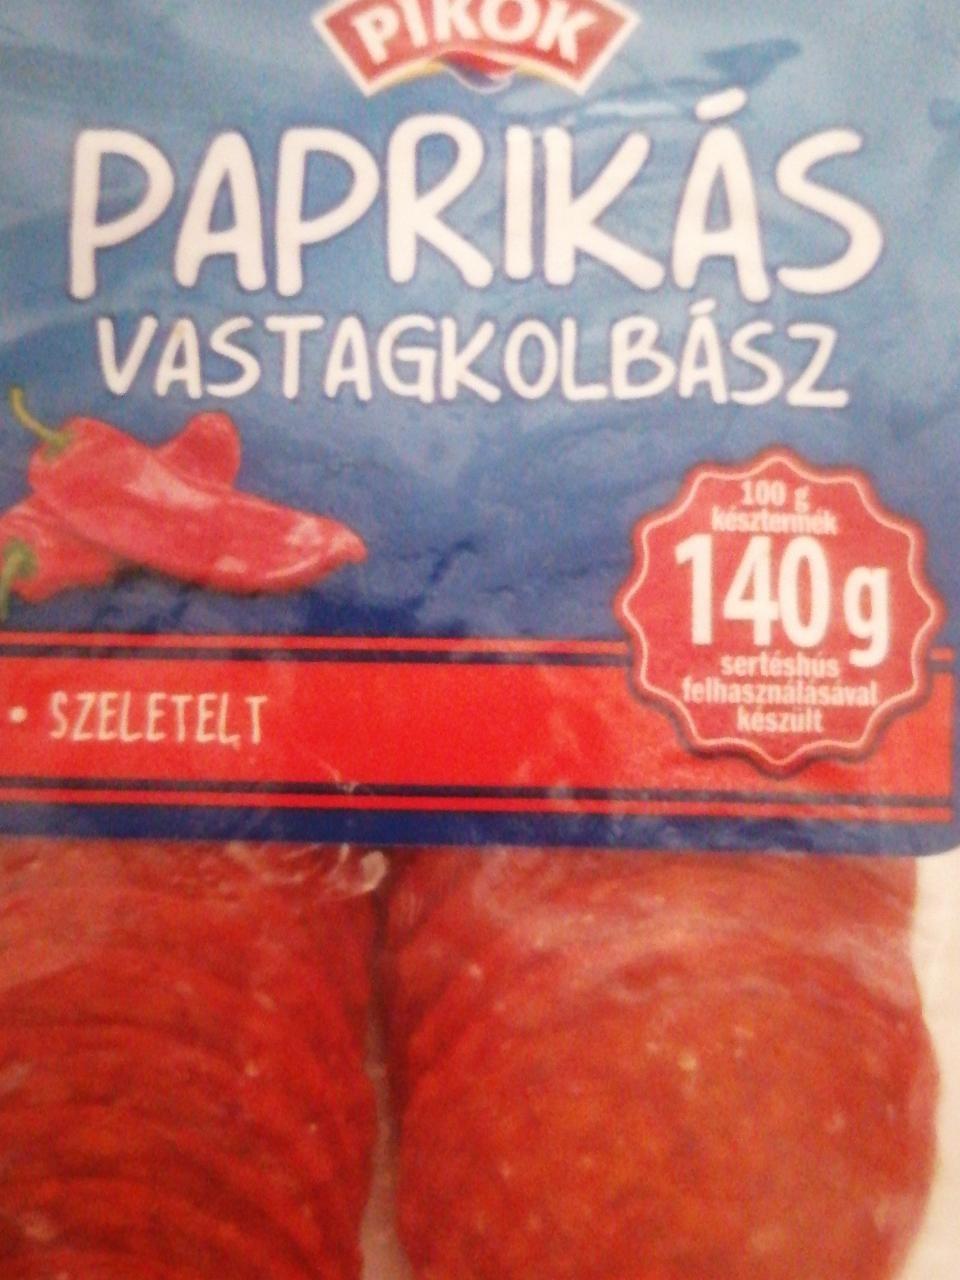 PIKOK
PAPRIKÁS
VASTAGKOLBÁSZ
100 g
késztermék
140 g
sertéshús
felhasználásával
készült
• SZELETELT